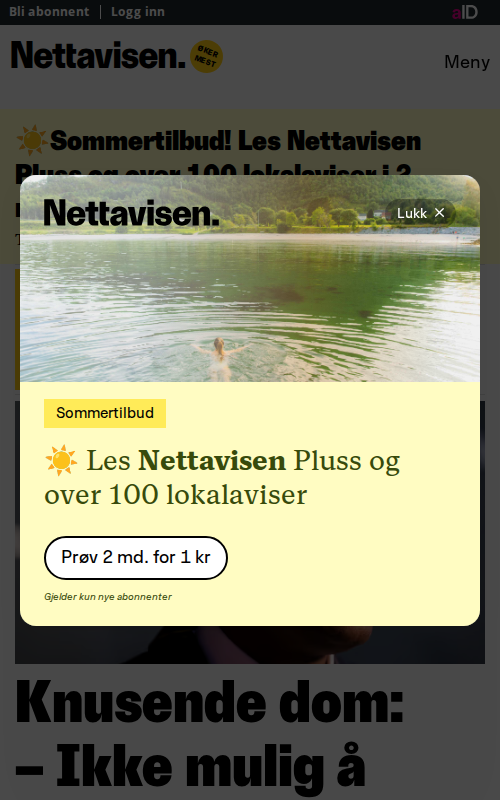 Bli abonnement Logg inn
aID
Nettavisen.
ØKER
MEST
Meny
☀️Sommertilbud! Les Nettavisen
Pluss og over 100 lokalaviser i 2
Nettavisen.
Lukk ✕
Sommertilbud
☀️ Les Nettavisen Pluss og
over 100 lokalaviser
Prøv 2 md. for 1 kr
Gjelder kun nye abonnenter
Knusende dom:
– Ikke mulig å